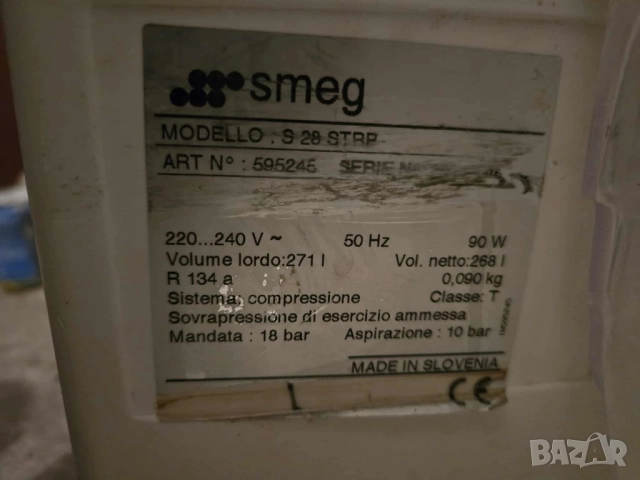 smeg
MODELLO : S 28 STRP
ART N° : 595245 SERIE N
220...240 V ~ 50 Hz 90 W
Volume lordo:271 l Vol. netto:268 l
R 134 a 0,090 kg
Sistema compressione Classe: T
Sovrapressione di esercizio ammessa
Mandata : 18 bar Aspirazione : 10 bar
MADE IN SLOVENIA
CE
BAZAR